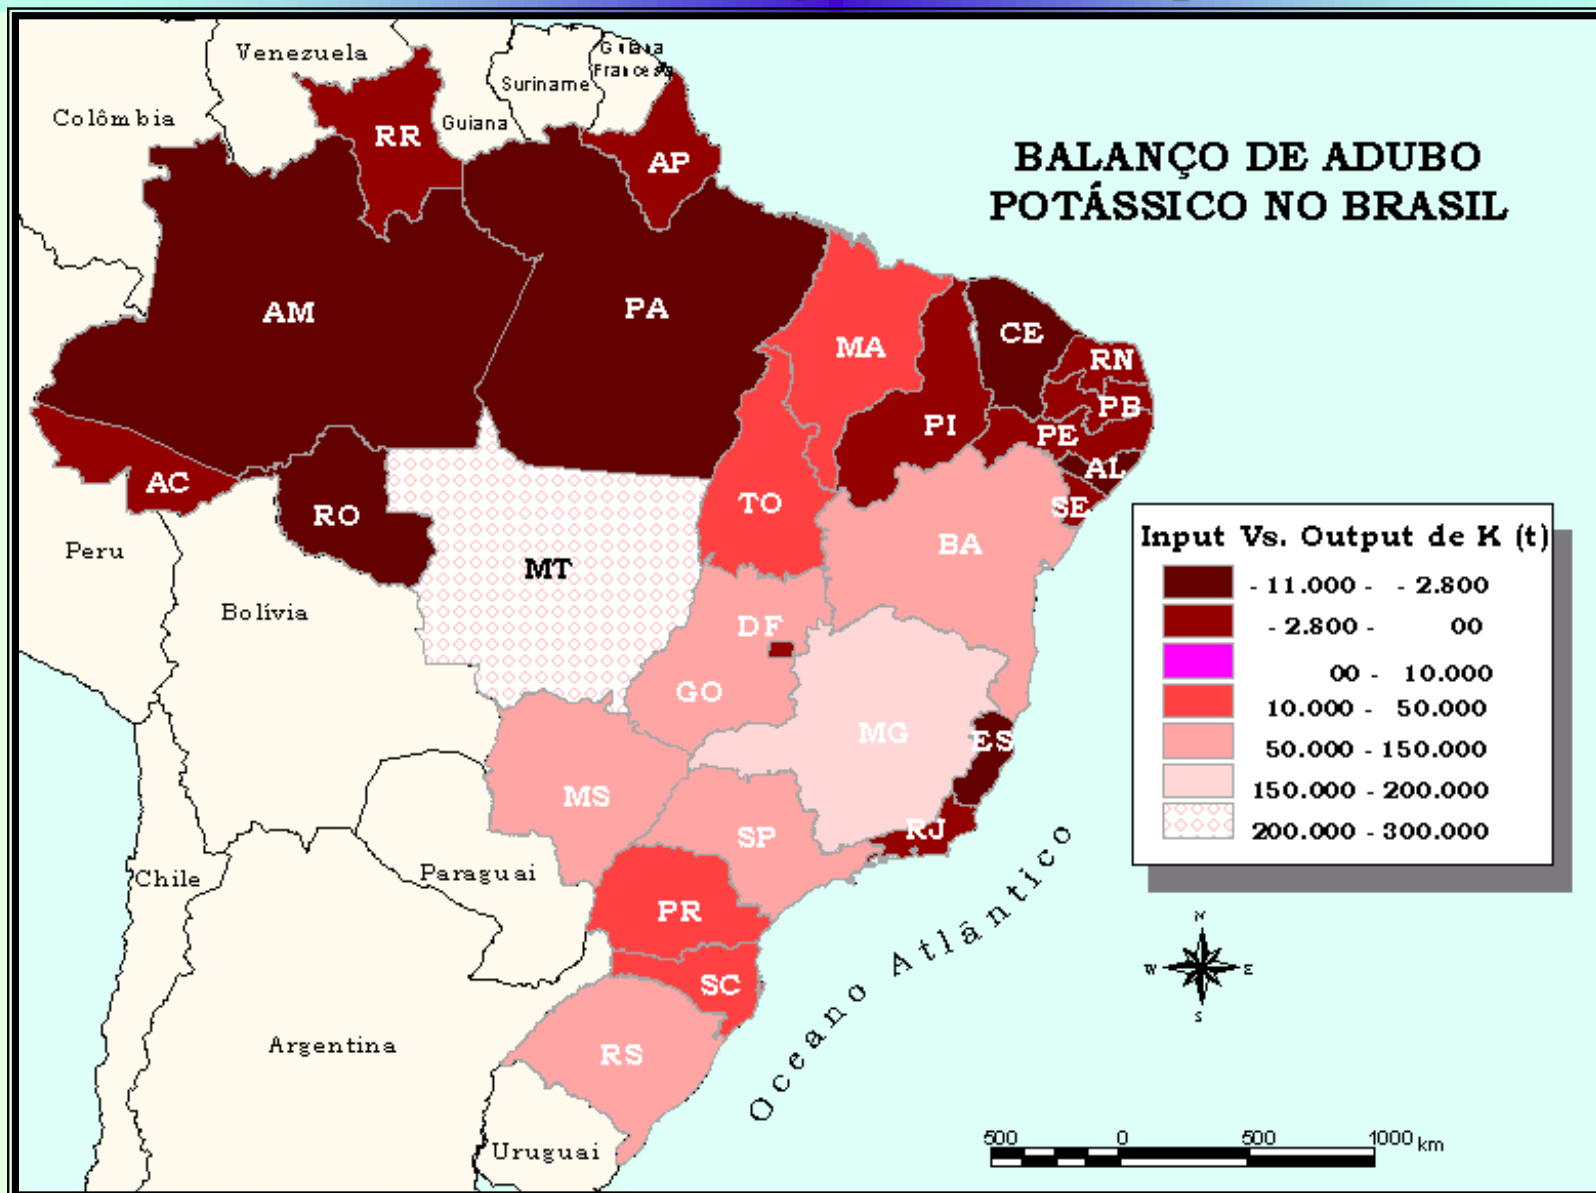 BALANÇO DE ADUBO
POTÁSSICO NO BRASIL
Venezuela
Colômbia
Suriname
Guiana
Francesa
Guiana
RR
AP
AM
PA
MA
CE
RN
PB
PI
PE
AL
SE
AC
RO
TO
BA
MT
Peru
Bolívia
DF
GO
MG
ES
MS
SP
RJ
Chile
Paraguai
PR
SC
RS
Argentina
Uruguai
Oceano Atlântico
Input Vs. Output de K (t)
- 11.000 - - 2.800
- 2.800 - 00
00 - 10.000
10.000 - 50.000
50.000 - 150.000
150.000 - 200.000
200.000 - 300.000
N
W E
S
500 0 500 1000 km